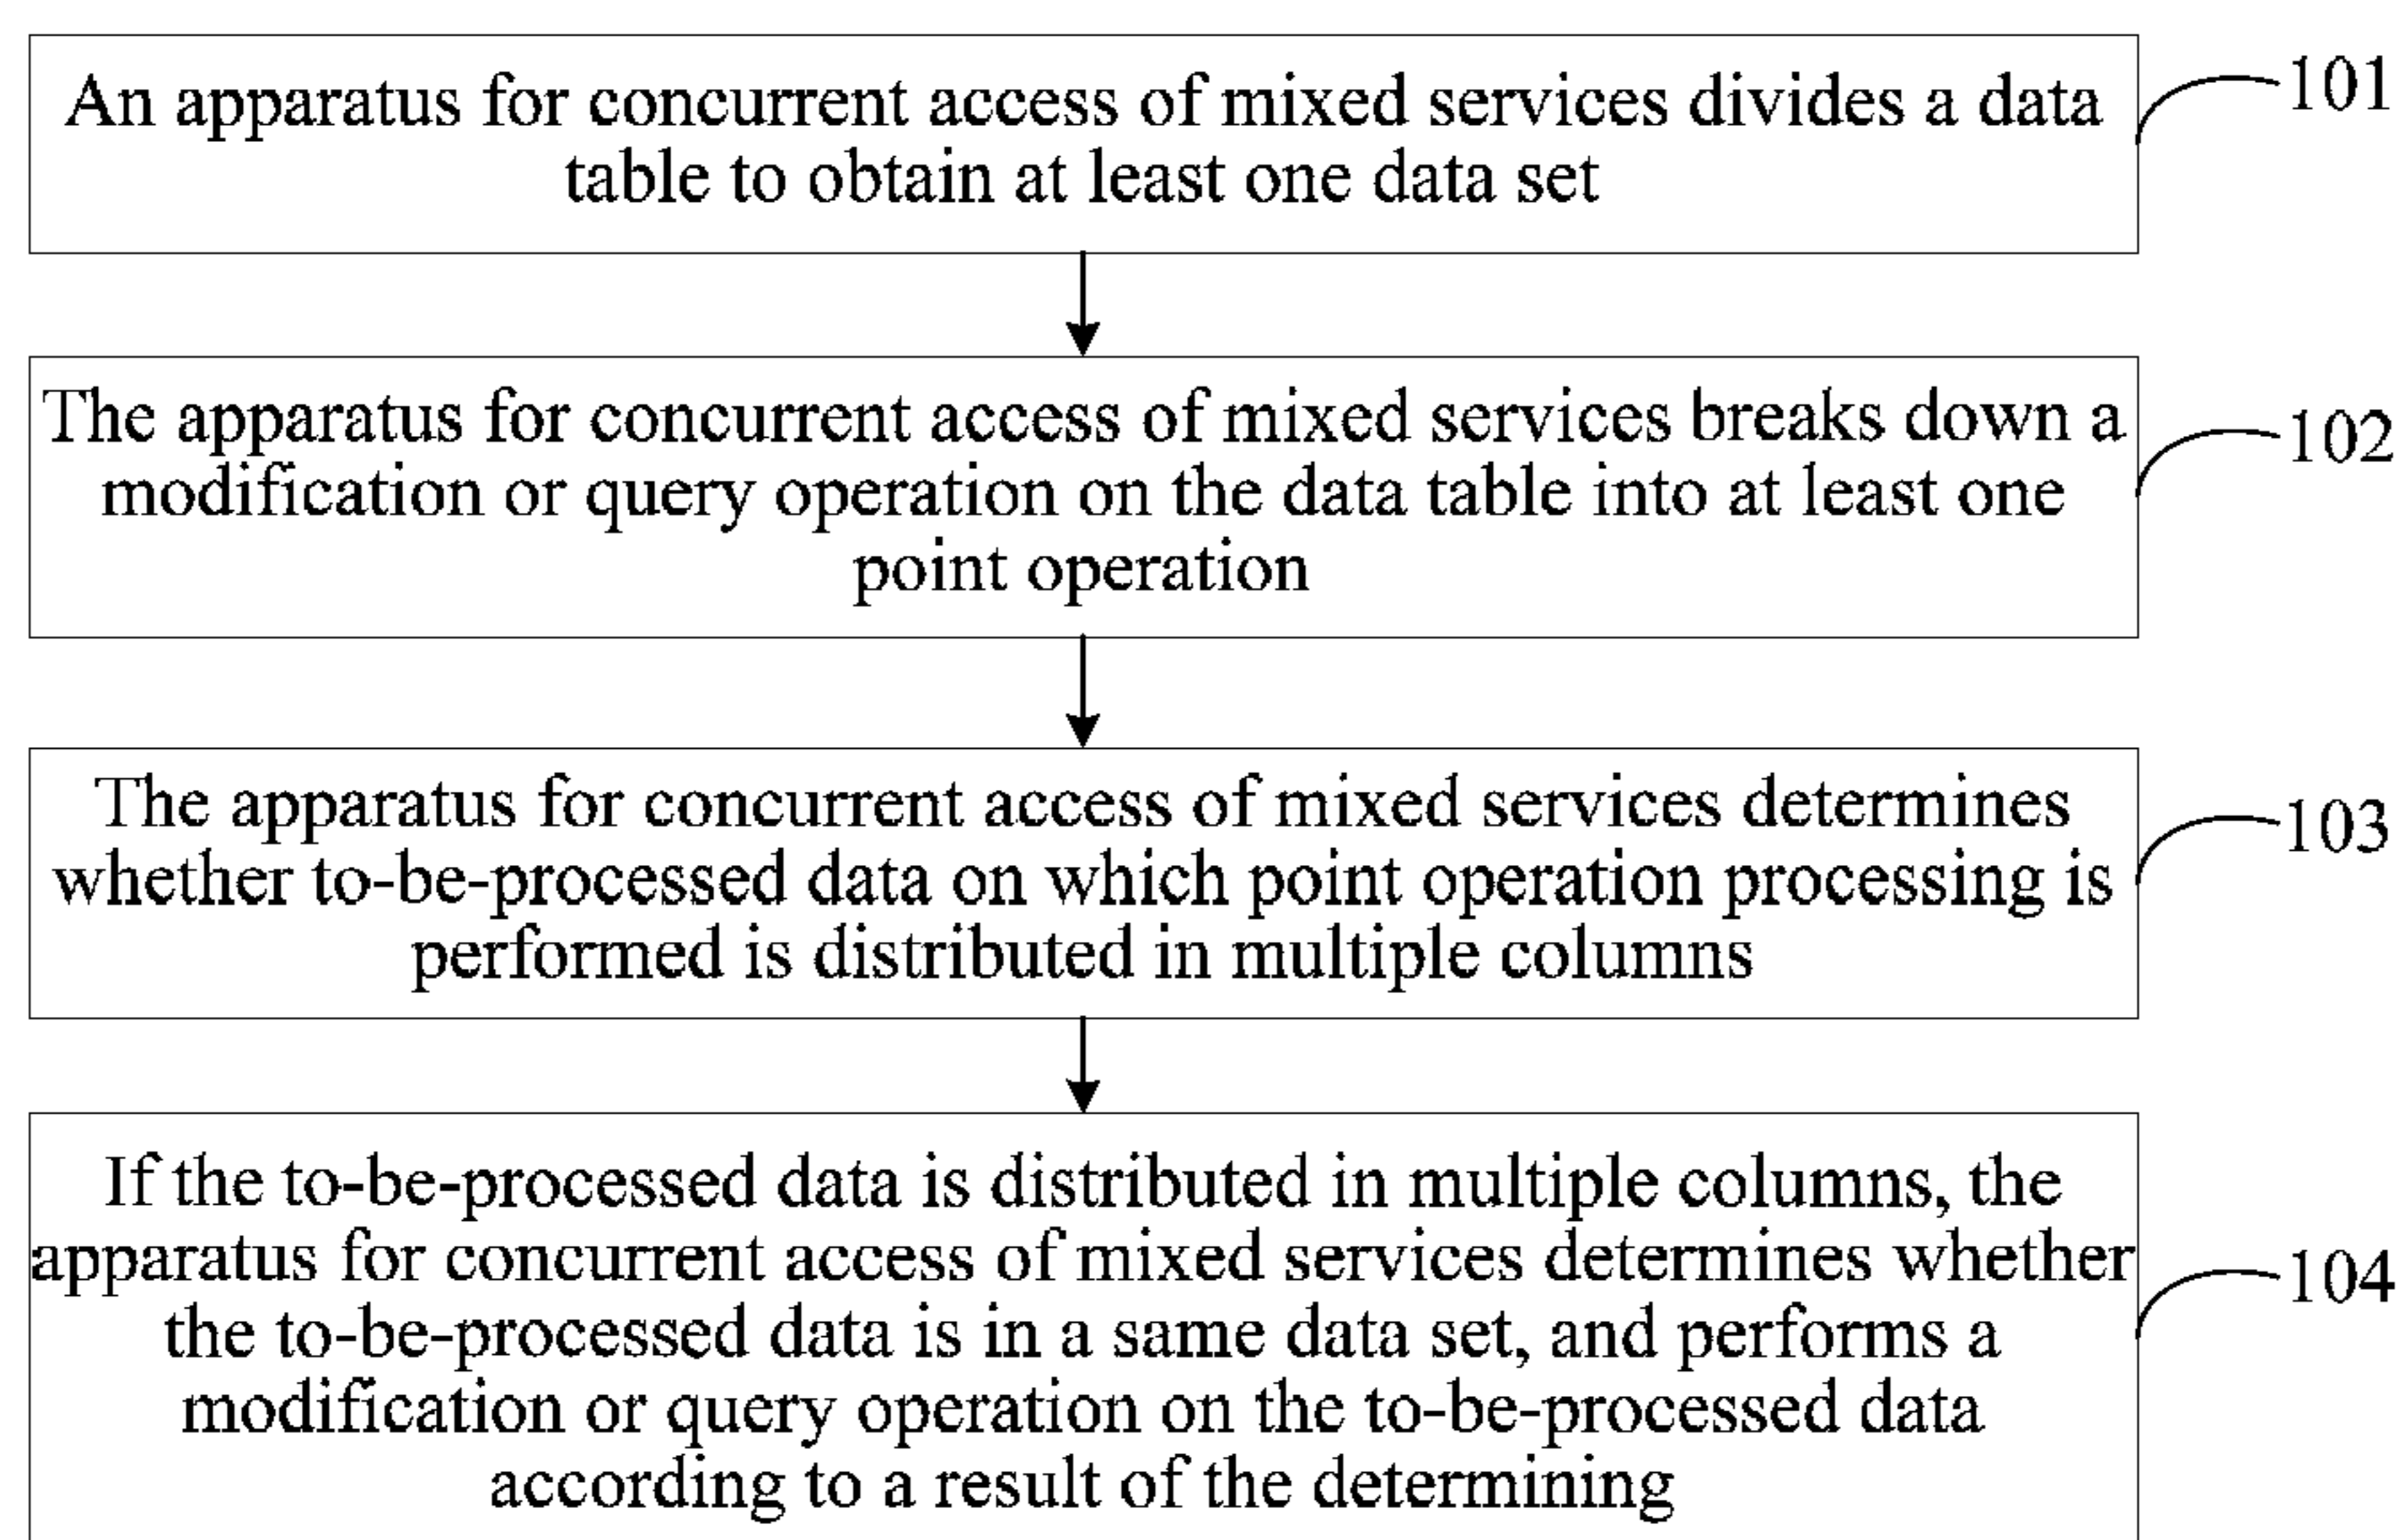 An apparatus for concurrent access of mixed services divides a data
table to obtain at least one data set
101
The apparatus for concurrent access of mixed services breaks down a
modification or query operation on the data table into at least one
point operation
102
The apparatus for concurrent access of mixed services determines
whether to-be-processed data on which point operation processing is
performed is distributed in multiple columns
103
If the to-be-processed data is distributed in multiple columns, the
apparatus for concurrent access of mixed services determines whether
the to-be-processed data is in a same data set, and performs a
modification or query operation on the to-be-processed data
according to a result of the determining
104